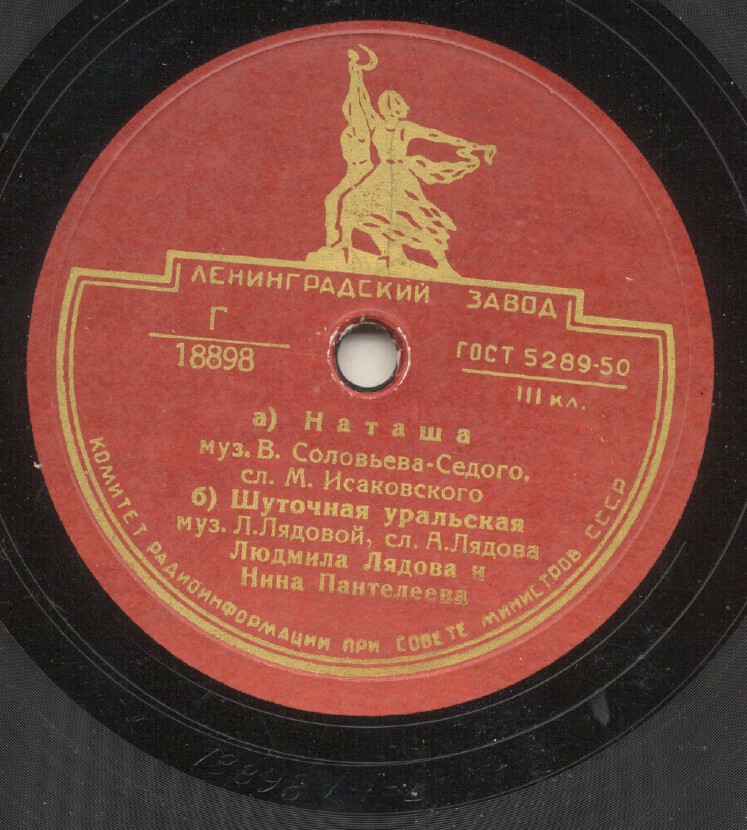 ЛЕНИНГРАДСКИЙ ЗАВОД
Г
18898
ГОСТ 5289-50
III кл.
а) Наташа
муз. В. Соловьева-Седого,
сл. М. Исаковского
б) Шуточная уральская
муз. Л.Лядовой, сл. А.Лядова
Людмила Лядова и
Нина Пантелеева
КОМИТЕТ РАДИОИНФОРМАЦИИ ПРИ СОВЕТЕ МИНИСТРОВ СССР